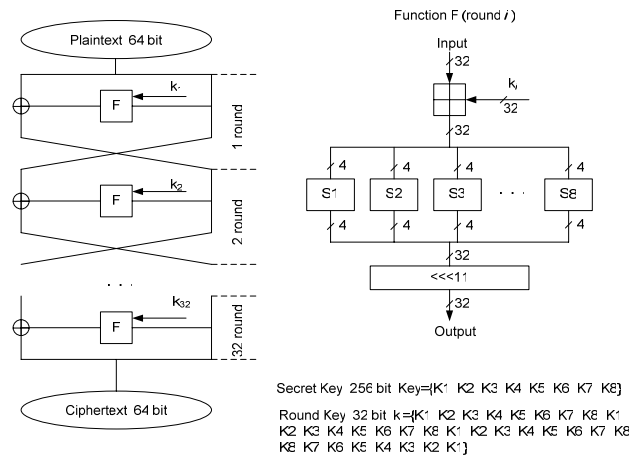 Plaintext 64 bit
F
k₁
1 round
F
k₂
2 round
. . .
F
k₃₂
32 round
Ciphertext 64 bit
Function F (round i)
Input
32
kᵢ
32
32
4 4 4 4
S1 S2 S3 . . . S8
4 4 4 4
32
<<<11
32
Output
Secret Key 256 bit Key={K1 K2 K3 K4 K5 K6 K7 K8}
Round Key 32 bit k={K1 K2 K3 K4 K5 K6 K7 K8 K1
K2 K3 K4 K5 K6 K7 K8 K1 K2 K3 K4 K5 K6 K7 K8
K8 K7 K6 K5 K4 K3 K2 K1}